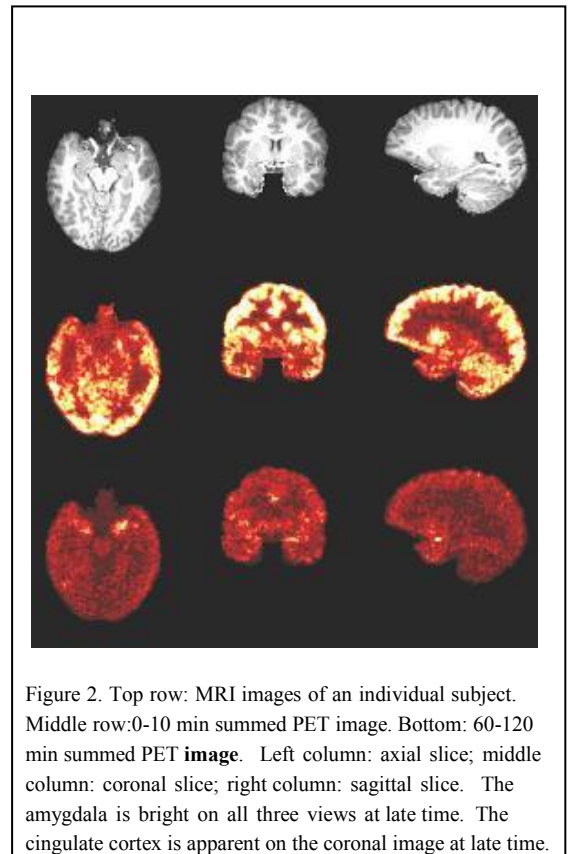 Figure 2. Top row: MRI images of an individual subject.
Middle row:0-10 min summed PET image. Bottom: 60-120
min summed PET image. Left column: axial slice; middle
column: coronal slice; right column: sagittal slice. The
amygdala is bright on all three views at late time. The
cingulate cortex is apparent on the coronal image at late time.